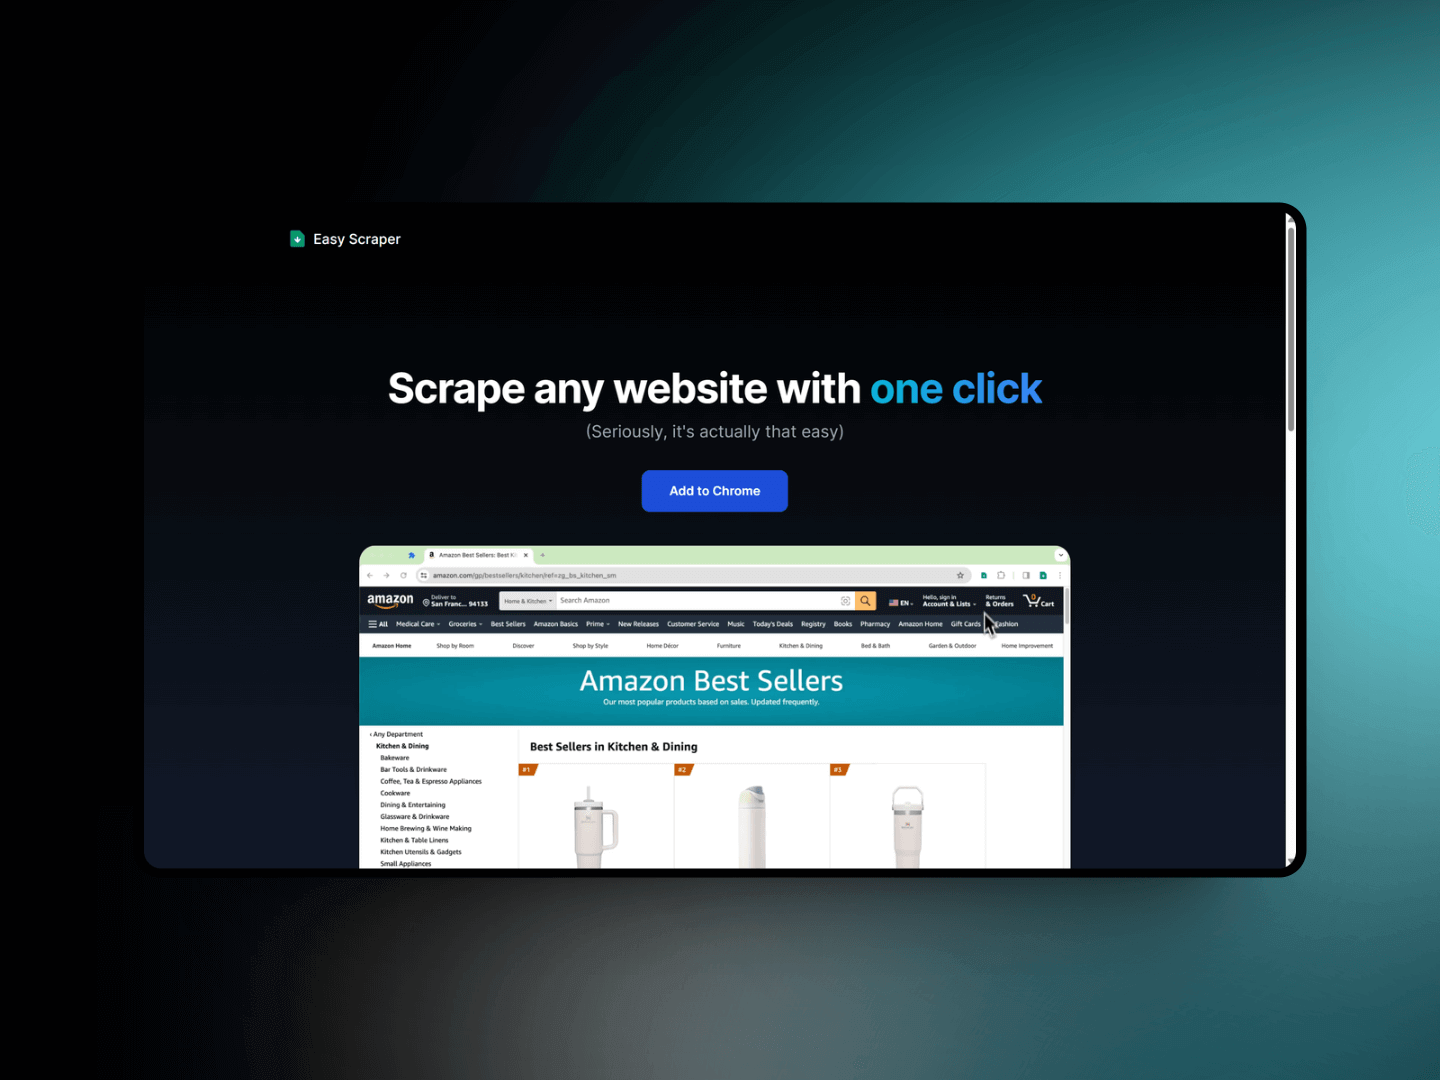 Easy Scraper
Scrape any website with one click
(Seriously, it's actually that easy)
Add to Chrome
Amazon Best Sellers: Best Ki
amazon.com/gp/bestsellers/kitchen/ref=zg_bs_kitchen_sm
amazon
Deliver to
San Franc... 94133
Home & Kitchen
Search Amazon
EN
Hello, sign in
Account & Lists
Returns
& Orders
0
Cart
All Medical Care Groceries Best Sellers Amazon Basics Prime New Releases Customer Service Music Today's Deals Registry Books Pharmacy Amazon Home Gift Cards Fashion
Amazon Home Shop by Room Discover Shop by Style Home Décor Furniture Kitchen & Dining Bed & Bath Garden & Outdoor Home Improvement
Amazon Best Sellers
Our most popular products based on sales. Updated frequently.
‹ Any Department
Kitchen & Dining
Bakeware
Bar Tools & Drinkware
Coffee, Tea & Espresso Appliances
Cookware
Dining & Entertaining
Glassware & Drinkware
Home Brewing & Wine Making
Kitchen & Table Linens
Kitchen Utensils & Gadgets
Small Appliances
Best Sellers in Kitchen & Dining
#1
#2
#3